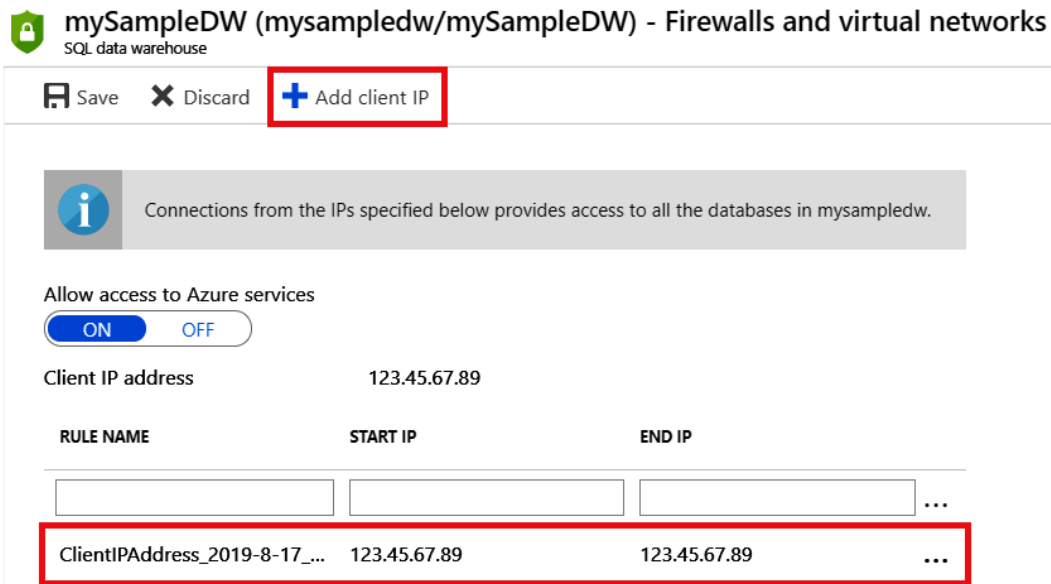 mySampleDW (mysampledw/mySampleDW) - Firewalls and virtual networks
SQL data warehouse
Save Discard Add client IP
Connections from the IPs specified below provides access to all the databases in mysampledw.
Allow access to Azure services
ON OFF
Client IP address 123.45.67.89
RULE NAME START IP END IP
...
ClientIPAddress_2019-8-17_... 123.45.67.89 123.45.67.89 ...